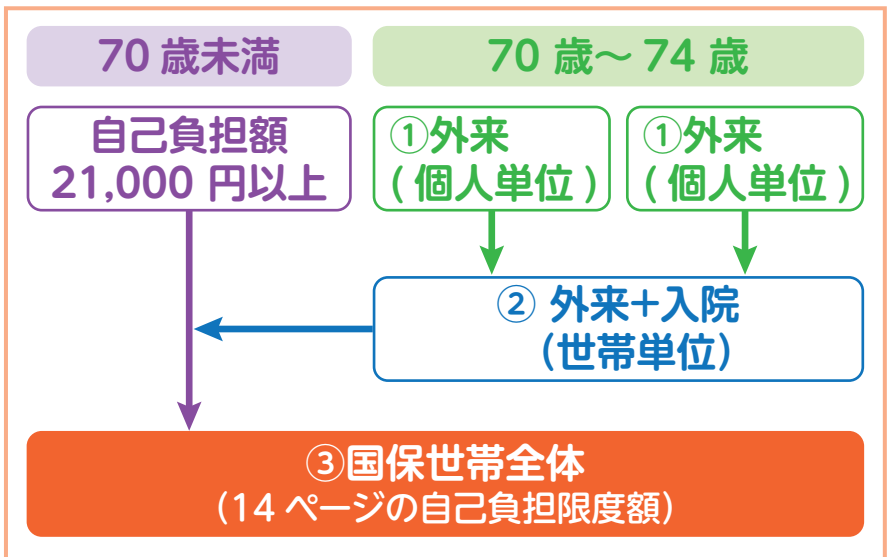 70 歳未満
70 歳～ 74 歳
自己負担額
21,000 円以上
①外来
( 個人単位 )
①外来
( 個人単位 )
② 外来+入院
(世帯単位)
③国保世帯全体
(14 ページの自己負担限度額)